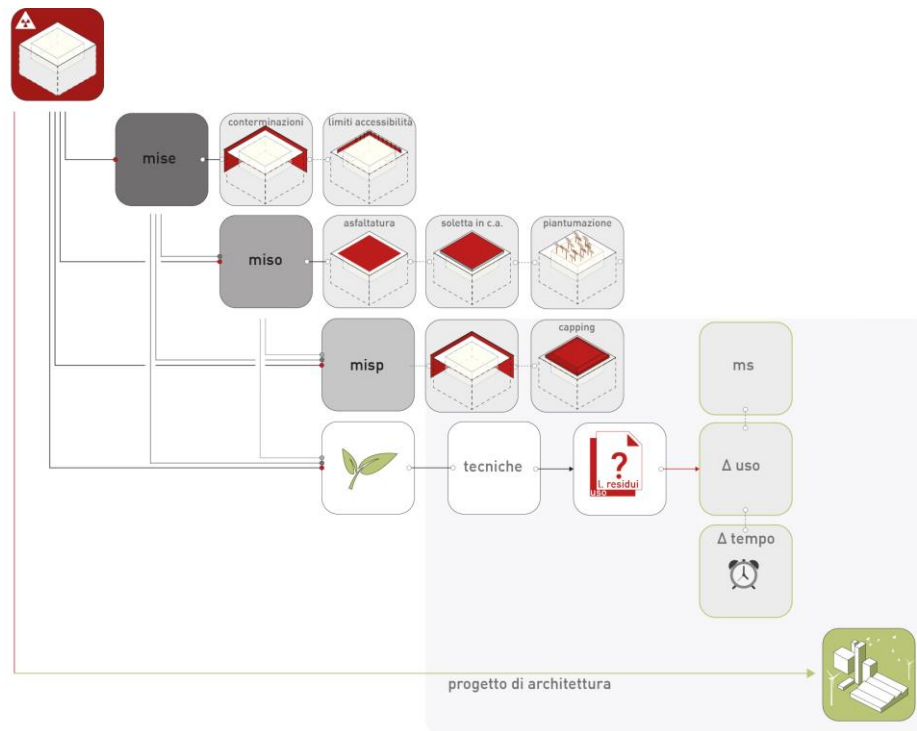 conterminazioni
limiti accessibilità
mise
asfaltatura
soletta in c.a.
piantumazione
miso
capping
misp
ms
tecniche
?
L. residui
uso
Δ uso
Δ tempo
progetto di architettura